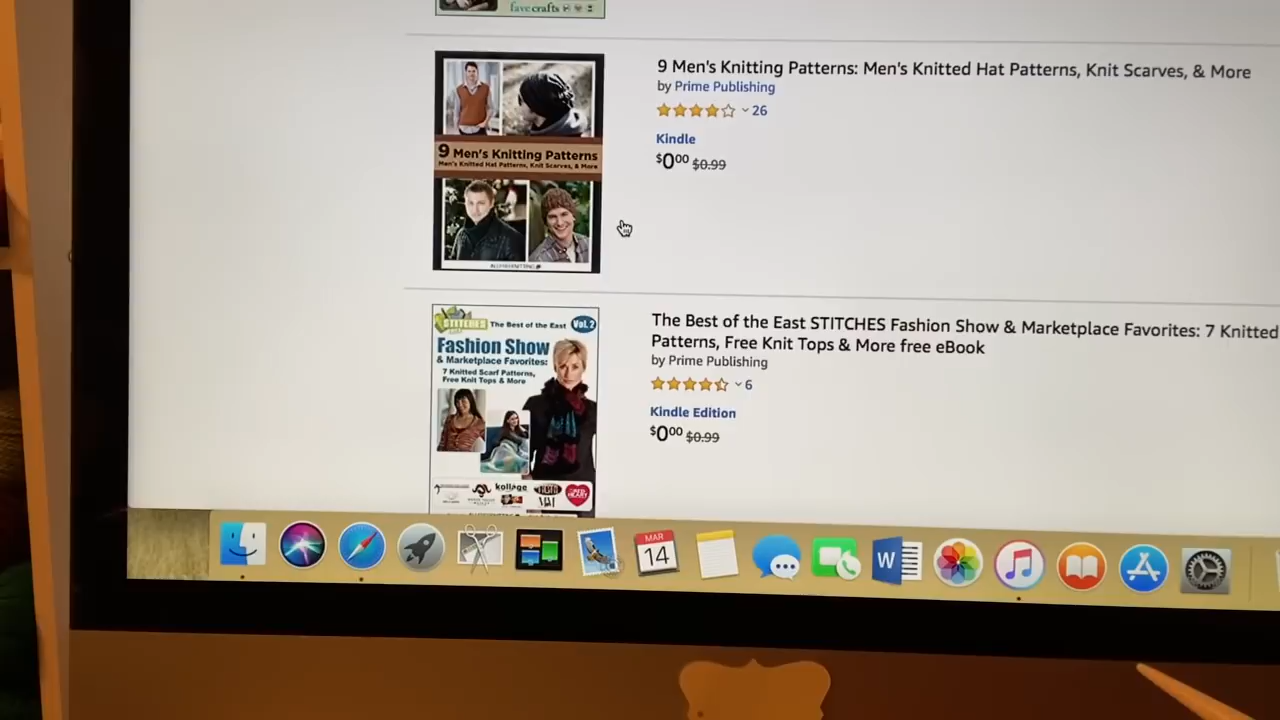 favecrafts
9 Men's Knitting Patterns: Men's Knitted Hat Patterns, Knit Scarves, & More
by Prime Publishing
26
Kindle
$000 $0.99
9 Men's Knitting Patterns
Men's Knitted Hat Patterns, Knit Scarves, & More
The Best of the East STITCHES Fashion Show & Marketplace Favorites: 7 Knitted
Patterns, Free Knit Tops & More free eBook
by Prime Publishing
6
Kindle Edition
$000 $0.99
STITCHES The Best of the East Vol. 2
Fashion Show
& Marketplace Favorites:
7 Knitted Scarf Patterns,
Free Knit Tops & More
kollage
MAR
14
W